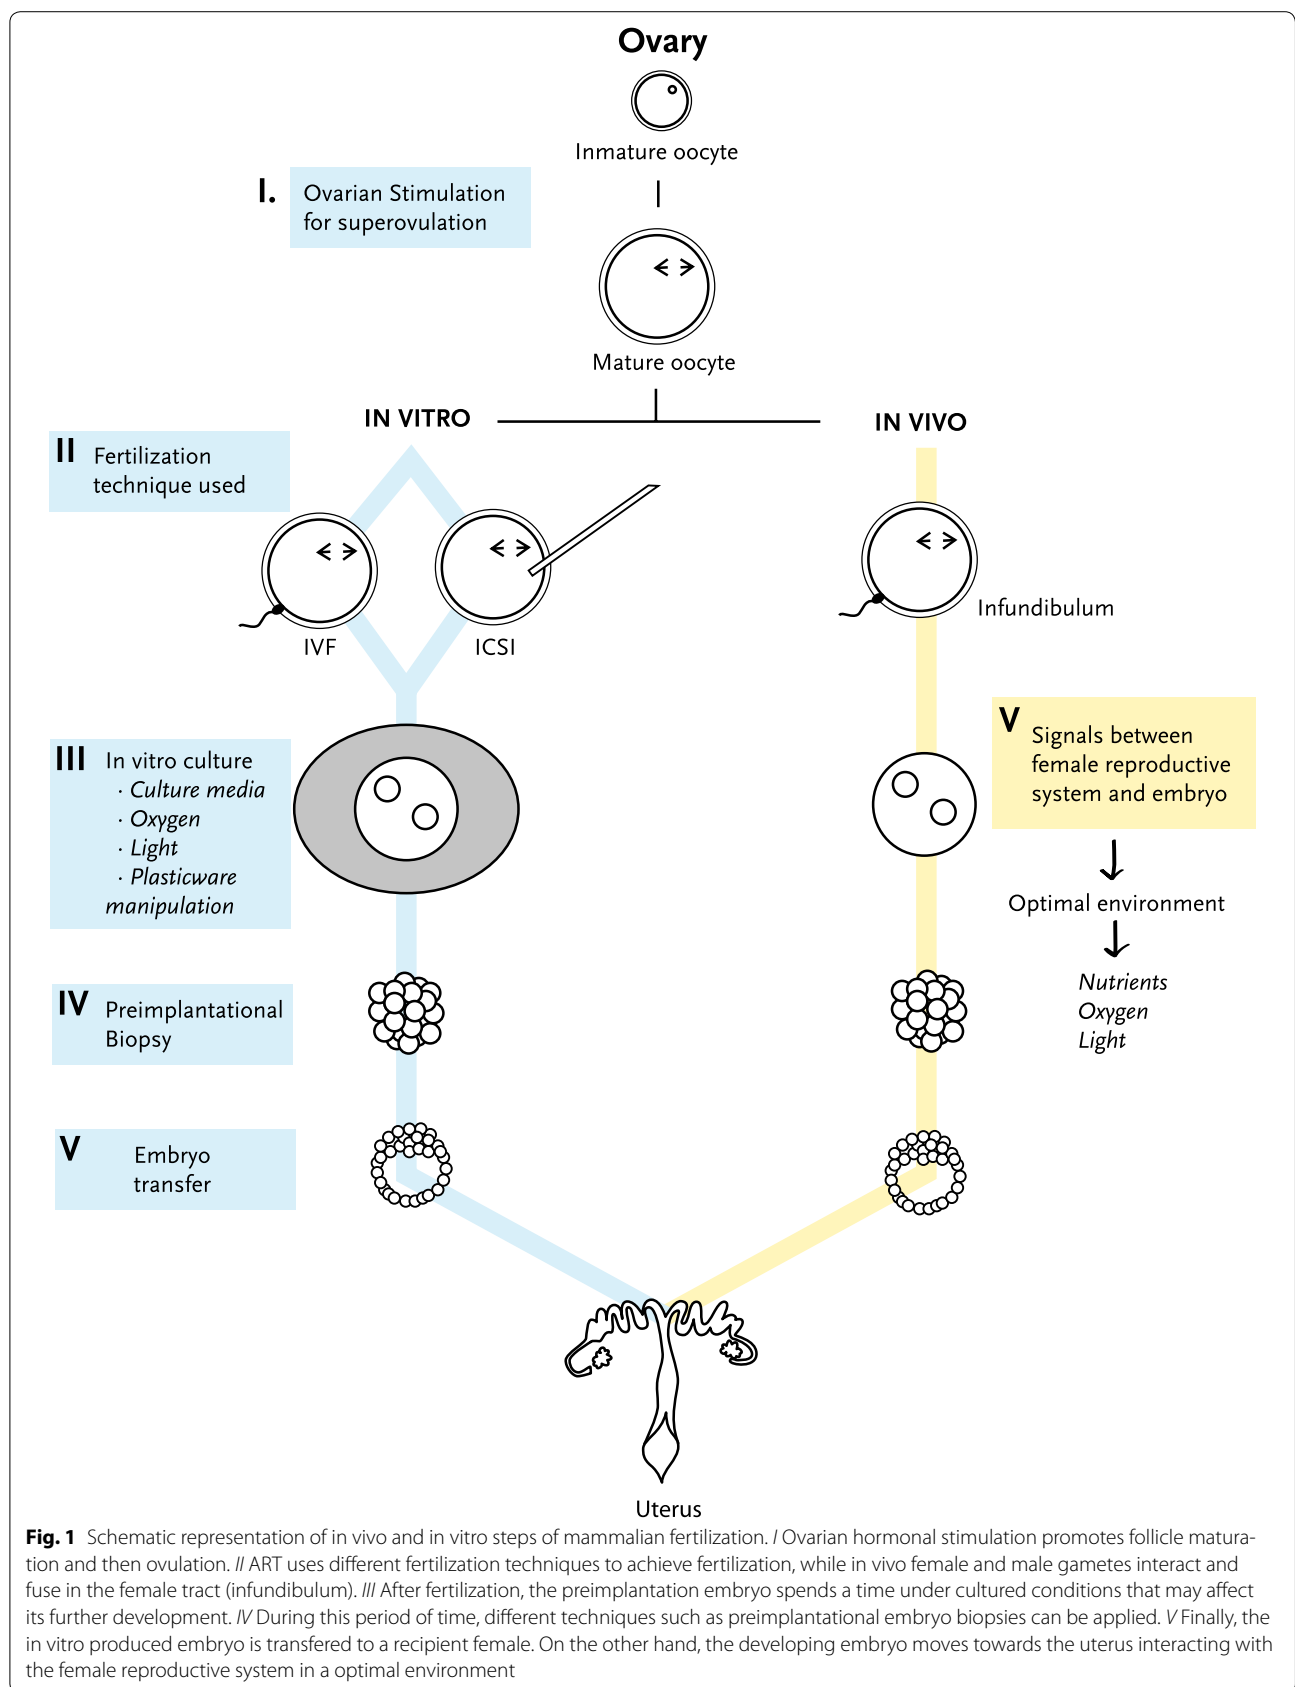 Ovary
Inmature oocyte
I.
Ovarian Stimulation
for superovulation
Mature oocyte
IN VITRO
IN VIVO
II
Fertilization
technique used
IVF
ICSI
Infundibulum
III
In vitro culture
· Culture media
· Oxygen
· Light
· Plasticware
manipulation
V
Signals between
female reproductive
system and embryo
Optimal environment
Nutrients
Oxygen
Light
IV
Preimplantational
Biopsy
V
Embryo
transfer
Uterus
Fig. 1 Schematic representation of in vivo and in vitro steps of mammalian fertilization. I Ovarian hormonal stimulation promotes follicle matura-
tion and then ovulation. II ART uses different fertilization techniques to achieve fertilization, while in vivo female and male gametes interact and
fuse in the female tract (infundibulum). III After fertilization, the preimplantation embryo spends a time under cultured conditions that may affect
its further development. IV During this period of time, different techniques such as preimplantational embryo biopsies can be applied. V Finally, the
in vitro produced embryo is transfered to a recipient female. On the other hand, the developing embryo moves towards the uterus interacting with
the female reproductive system in a optimal environment